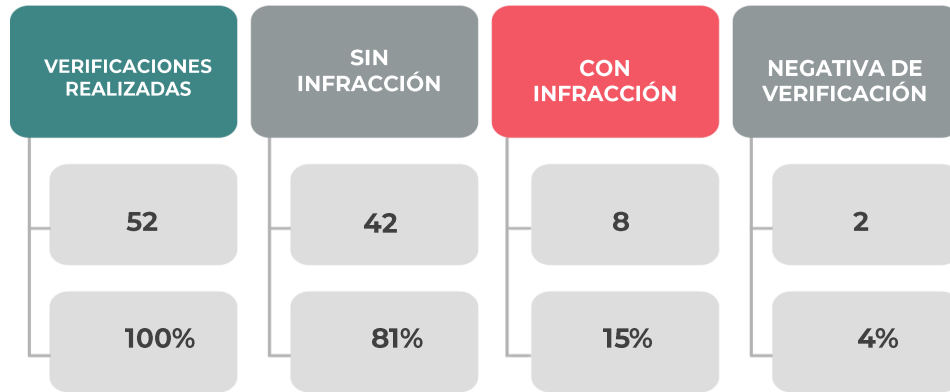 VERIFICACIONES
REALIZADAS
SIN
INFRACCIÓN
CON
INFRACCIÓN
NEGATIVA DE
VERIFICACIÓN
52
42
8
2
100%
81%
15%
4%